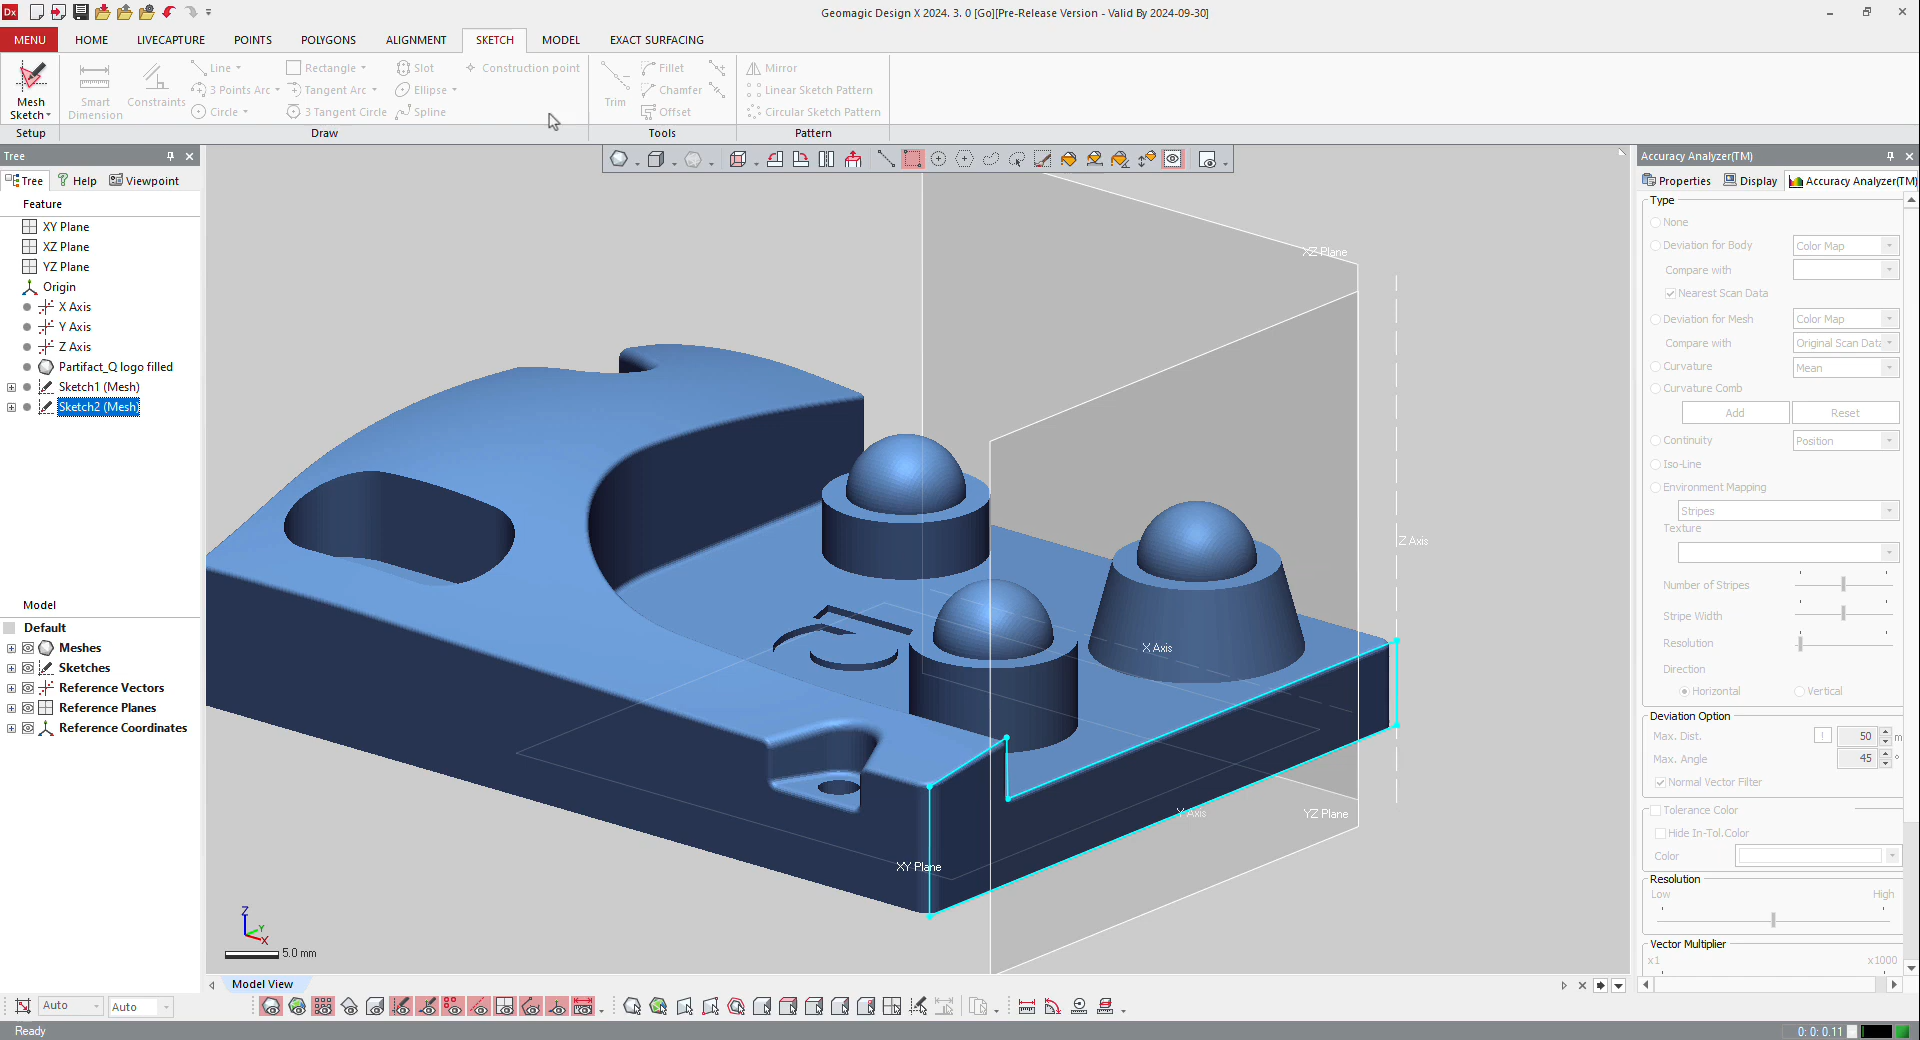 Geomagic Design X 2024. 3. 0 [Go][Pre-Release Version - Valid By 2024-09-30]
MENU HOME LIVECAPTURE POINTS POLYGONS ALIGNMENT SKETCH MODEL EXACT SURFACING
Line Rectangle Slot Construction point Fillet Mirror
3 Points Arc Tangent Arc Ellipse Chamfer Linear Sketch Pattern
Mesh Sketch Smart Dimension Constraints Trim
Circle 3 Tangent Circle Spline Offset Circular Sketch Pattern
Setup Draw Tools Pattern
Tree
Tree Help Viewpoint
Feature
XY Plane
XZ Plane
YZ Plane
Origin
X Axis
Y Axis
Z Axis
Partifact_Q logo filled
Sketch1 (Mesh)
Sketch2 (Mesh)
Model
Default
Meshes
Sketches
Reference Vectors
Reference Planes
Reference Coordinates
XZ Plane
Z Axis
X Axis
Y Axis
YZ Plane
XY Plane
Z
Y
X
5.0 mm
Model View
Accuracy Analyzer(TM)
Properties Display Accuracy Analyzer(TM)
Type
None
Deviation for Body Color Map
Compare with
Nearest Scan Data
Deviation for Mesh Color Map
Compare with Original Scan Data
Curvature Mean
Curvature Comb
Add Reset
Continuity Position
Iso-Line
Environment Mapping
Stripes
Texture
Number of Stripes
Stripe Width
Resolution
Direction
Horizontal Vertical
Deviation Option
Max. Dist. ! 50 m
Max. Angle 45 °
Normal Vector Filter
Tolerance Color
Hide In-Tol.Color
Color
Resolution
Low High
Vector Multiplier
x1 x1000
Auto Auto
Ready 0: 0: 0.11